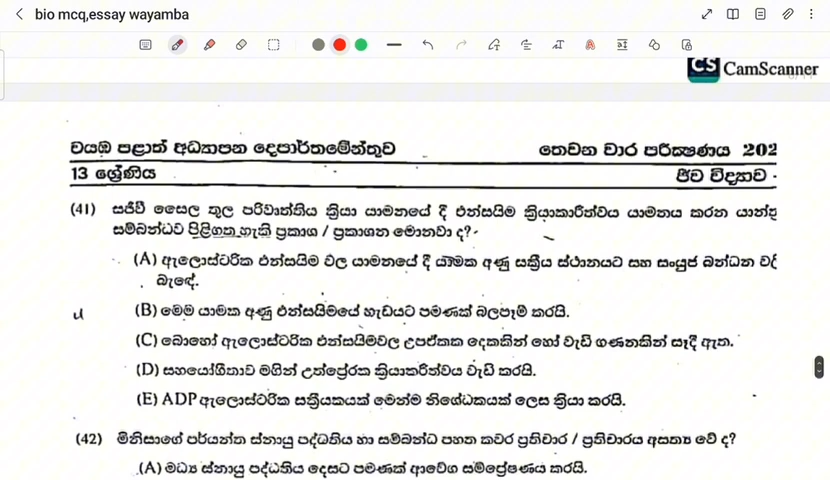 bio mcq,essay wayamba
CS CamScanner
වයඹ පළාත් අධ්‍යාපන දෙපාර්තමේන්තුව තෙවන වාර පරීක්ෂණය 202
13 ශ්‍රේණිය ජීව විද්‍යාව -
(41) සජීවී සෛල තුල පරිවෘත්තීය ක්‍රියා යාමනයේ දී එන්සයිම ක්‍රියාකාරීත්වය යාමනය කරන යාන්ත්‍
සම්බන්ධව පිළිගත හැකි ප්‍රකාශ / ප්‍රකාශන මොනවා ද?
(A) ඇලොස්ටරික එන්සයිම ඵල යාමනයේ දී යාමක අණු සක්‍රීය ස්ථානයට සහ සංයුජ බන්ධන වලි
බැඳේ.
(B) මෙම යාමක අණු එන්සයිමයේ හැඩයට පමණක් බලපෑම් කරයි.
(C) බොහෝ ඇලොස්ටරික එන්සයිමවල උපඒකක දෙකකින් හෝ වැඩි ගණනකින් සෑදී ඇත.
(D) සහයෝගීතාව මගින් උත්ප්‍රේරක ක්‍රියාකාරීත්වය වැඩි කරයි.
(E) ADP ඇලොස්ටරික සක්‍රීයකයක් මෙන්ම නිශේධකයක් ලෙස ක්‍රියා කරයි.
(42) මිනිසාගේ පර්යන්ත ස්නායු පද්ධතිය හා සම්බන්ධ පහත කවර ප්‍රතිචාර / ප්‍රතිචාරය අසත්‍ය වේ ද?
(A) මධ්‍ය ස්නායු පද්ධතිය දෙසට පමණක් ආවේග සම්ප්‍රේෂණය කරයි.